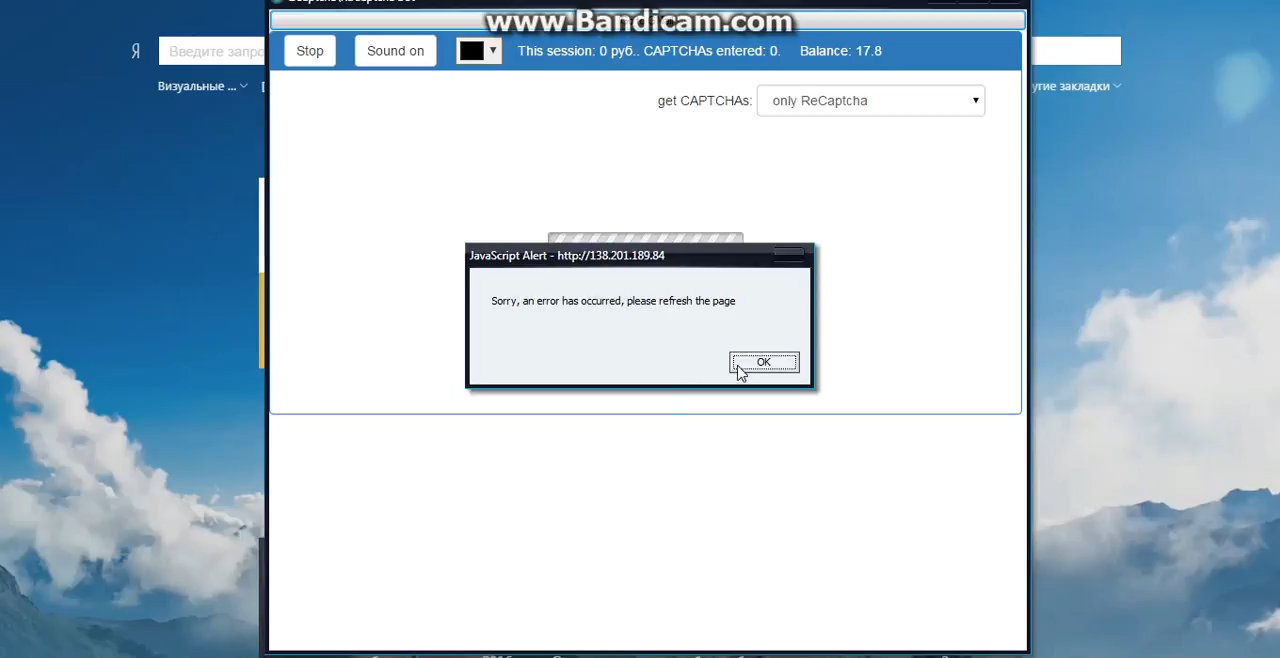 www.Bandicam.com
Я
Введите запро
Stop
Sound on
This session: 0 руб.. CAPTCHAs entered: 0.
Balance: 17.8
Визуальные ...
угие закладки
get CAPTCHAs:
only ReCaptcha
JavaScript Alert - http://138.201.189.84
Sorry, an error has occurred, please refresh the page
OK